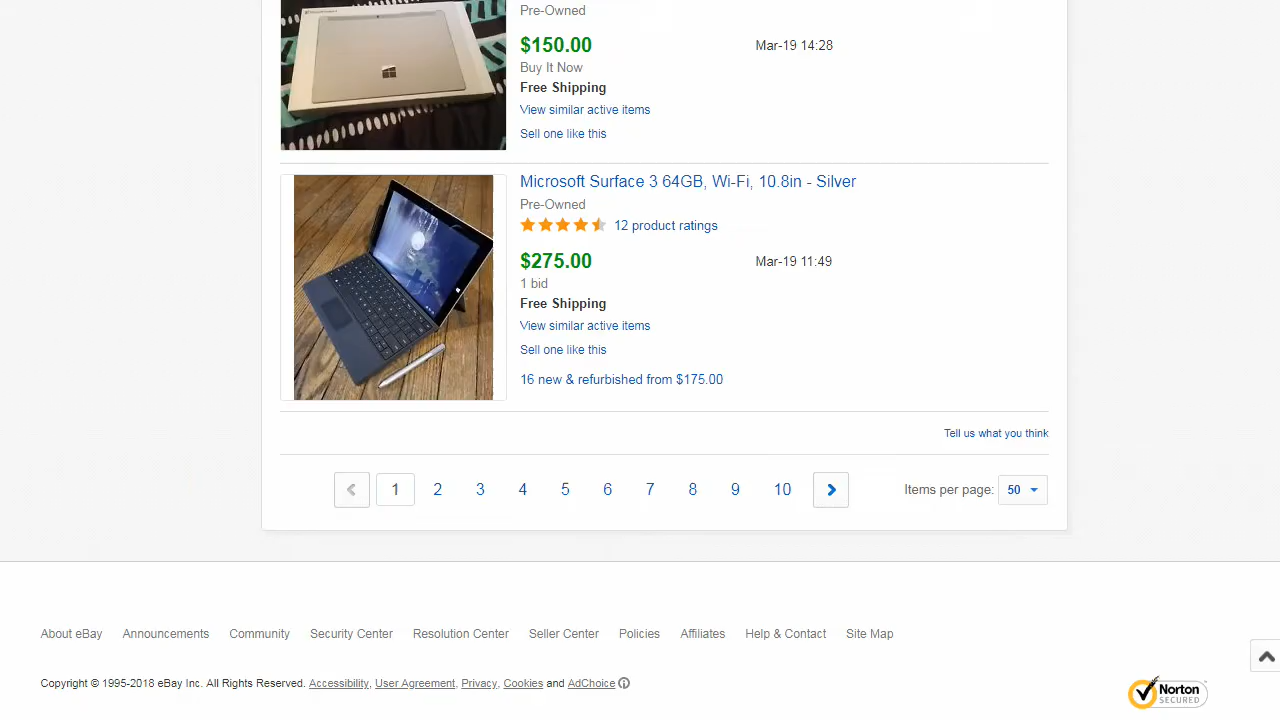 Pre-Owned
$150.00
Mar-19 14:28
Buy It Now
Free Shipping
View similar active items
Sell one like this
Microsoft Surface 3 64GB, Wi-Fi, 10.8in - Silver
Pre-Owned
12 product ratings
$275.00
Mar-19 11:49
1 bid
Free Shipping
View similar active items
Sell one like this
16 new & refurbished from $175.00
Tell us what you think
1 2 3 4 5 6 7 8 9 10
Items per page: 50
About eBay Announcements Community Security Center Resolution Center Seller Center Policies Affiliates Help & Contact Site Map
Copyright © 1995-2018 eBay Inc. All Rights Reserved. Accessibility, User Agreement, Privacy, Cookies and AdChoice
Norton
SECURED